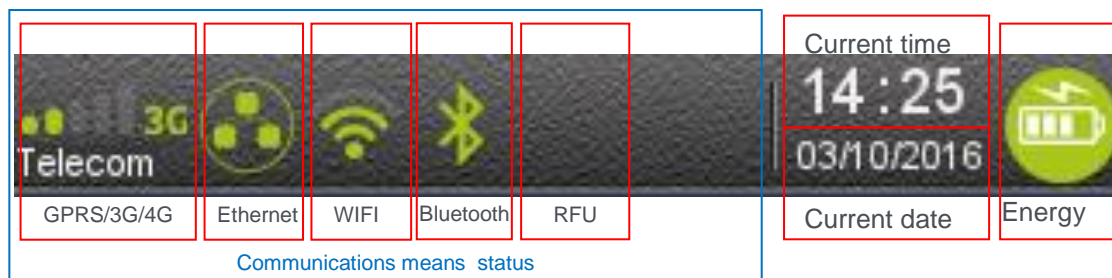 Current time
14:25
3G
Telecom
03/10/2016
GPRS/3G/4G
Ethernet
WIFI
Bluetooth
RFU
Current date
Energy
Communications means status